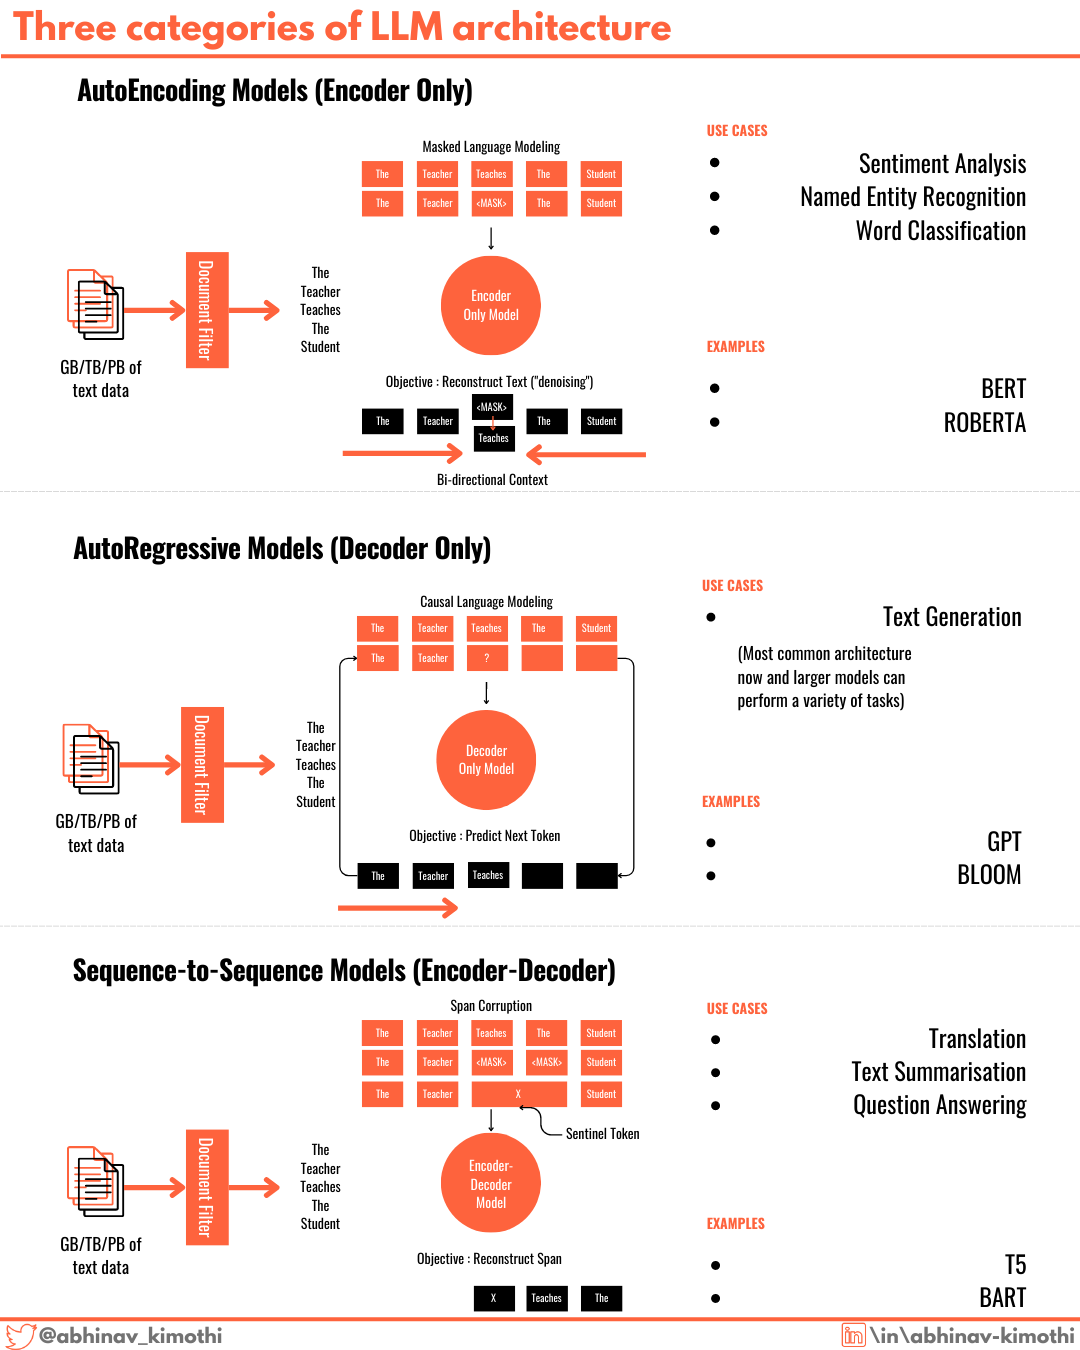 Three categories of LLM architecture
AutoEncoding Models (Encoder Only)
Masked Language Modeling
The Teacher Teaches The Student
The Teacher <MASK> The Student
Document Filter
GB/TB/PB of
text data
The
Teacher
Teaches
The
Student
Encoder
Only Model
Objective : Reconstruct Text ("denoising")
<MASK>
The Teacher The Student
Teaches
Bi-directional Context
USE CASES
• Sentiment Analysis
• Named Entity Recognition
• Word Classification
EXAMPLES
• BERT
• ROBERTA
AutoRegressive Models (Decoder Only)
Causal Language Modeling
The Teacher Teaches The Student
The Teacher ?
Document Filter
GB/TB/PB of
text data
The
Teacher
Teaches
The
Student
Decoder
Only Model
Objective : Predict Next Token
The Teacher Teaches
USE CASES
• Text Generation
(Most common architecture
now and larger models can
perform a variety of tasks)
EXAMPLES
• GPT
• BLOOM
Sequence-to-Sequence Models (Encoder-Decoder)
Span Corruption
The Teacher Teaches The Student
The Teacher <MASK> <MASK> Student
The Teacher X Student
Sentinel Token
Document Filter
GB/TB/PB of
text data
The
Teacher
Teaches
The
Student
Encoder-
Decoder
Model
Objective : Reconstruct Span
X Teaches The
USE CASES
• Translation
• Text Summarisation
• Question Answering
EXAMPLES
• T5
• BART
@abhinav_kimothi
in \in\abhinav-kimothi